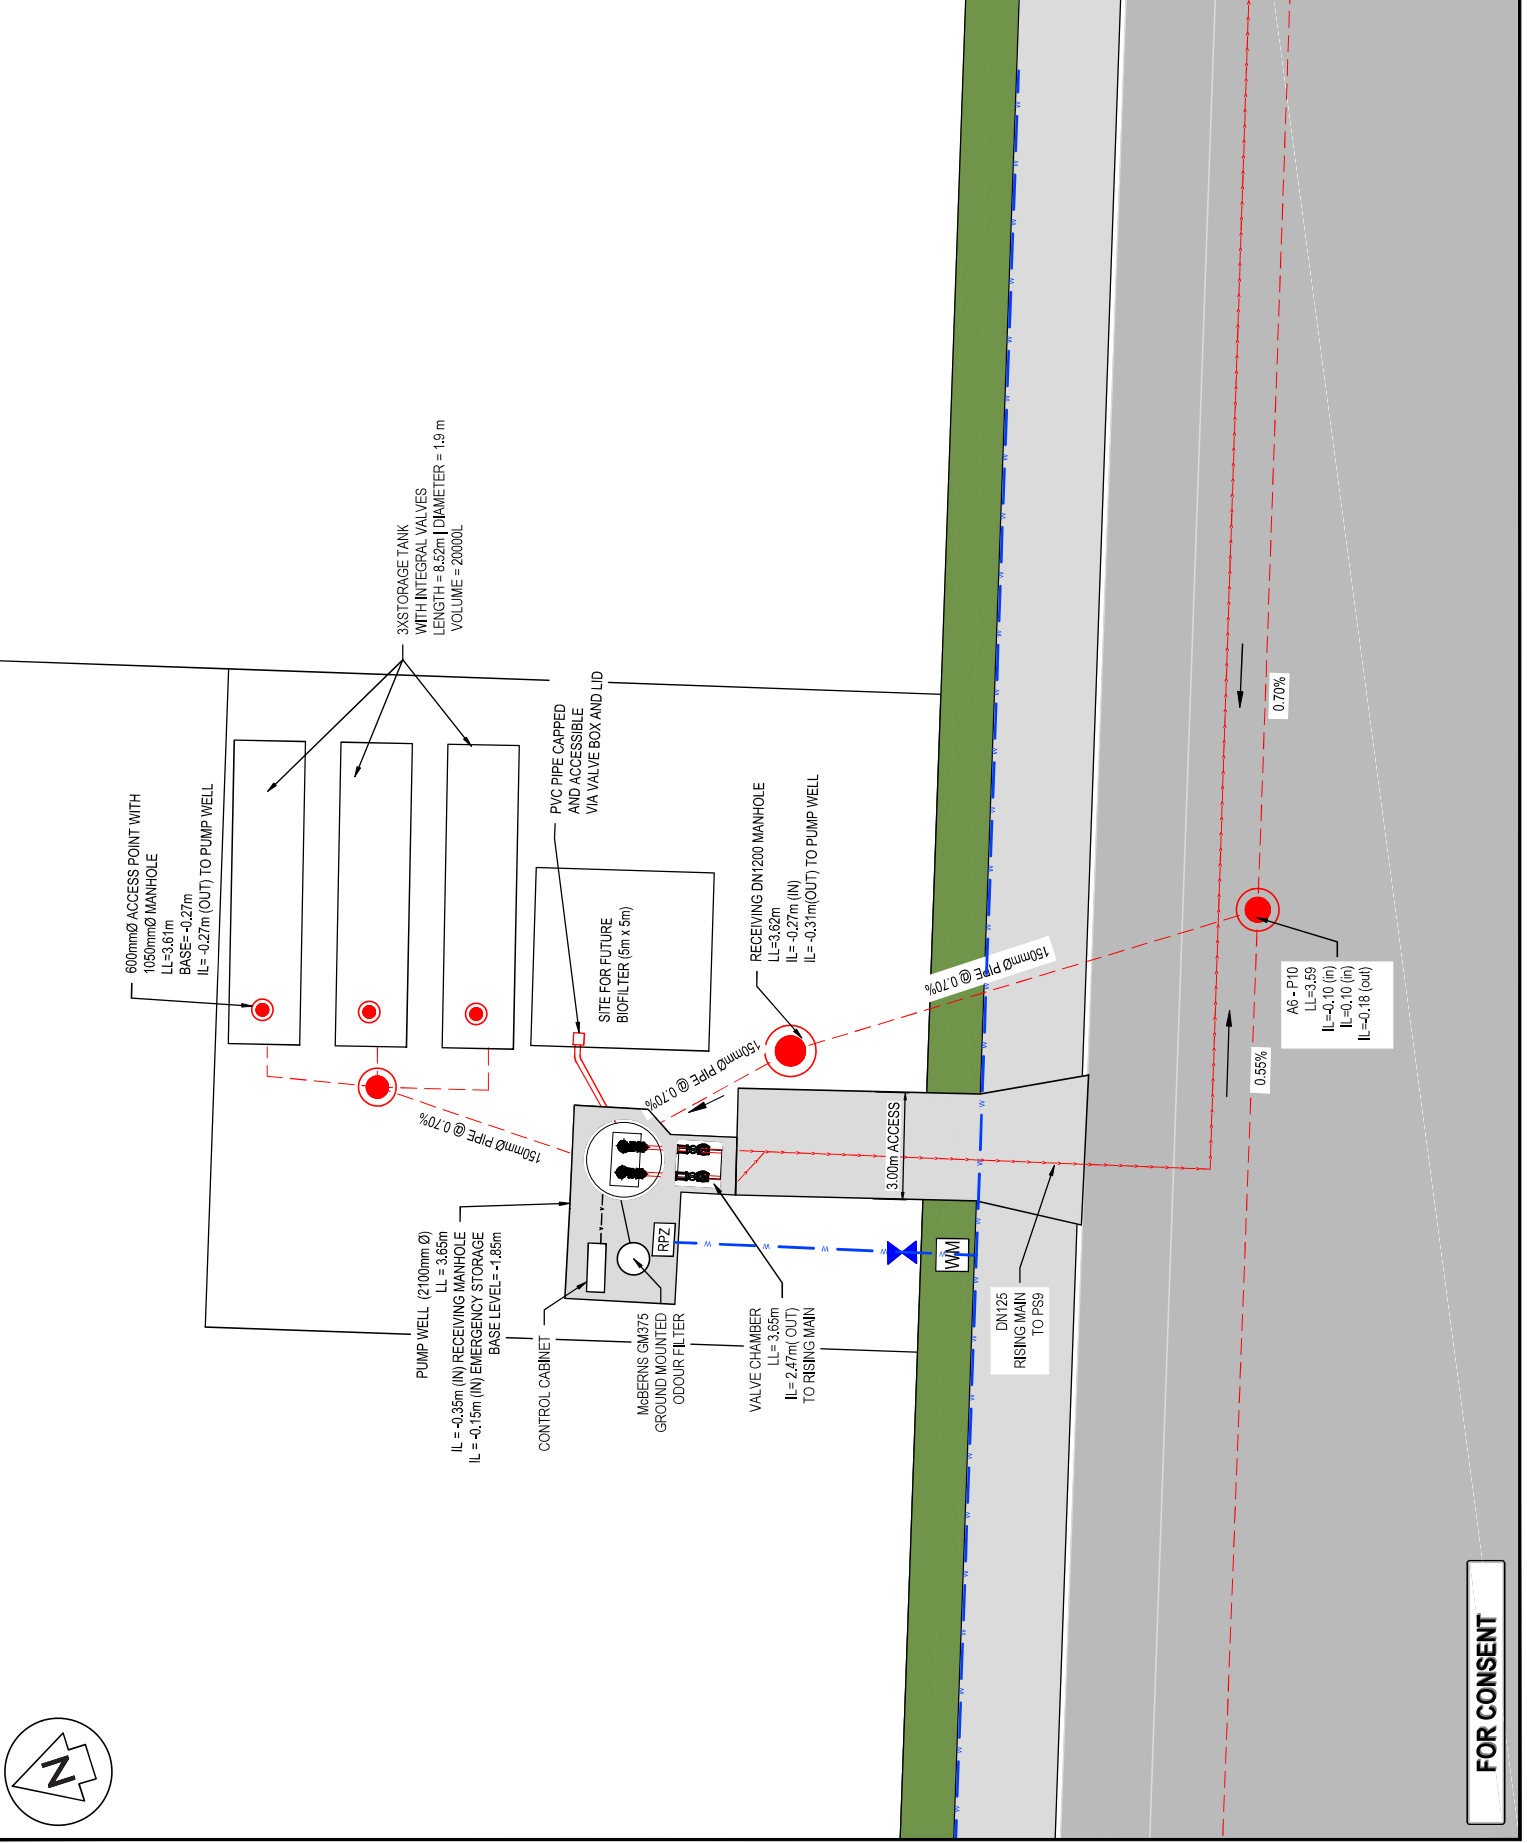 600mmØ ACCESS POINT WITH
1050mmØ MANHOLE
LL=3.61m
BASE= -0.27m
IL= -0.27m (OUT) TO PUMP WELL
3XSTORAGE TANK
WITH INTEGRAL VALVES
LENGTH = 8.52m | DIAMETER = 1.9 m
VOLUME = 20000L
PVC PIPE CAPPED
AND ACCESSIBLE
VIA VALVE BOX AND LID
SITE FOR FUTURE
BIOFILTER (5m x 5m)
RECEIVING DN1200 MANHOLE
LL=3.62m
IL= -0.27m (IN)
IL=-0.31m(OUT) TO PUMP WELL
150mmØ PIPE @ 0.70%
150mmØ PIPE @ 0.70%
150mmØ PIPE @ 0.70%
PUMP WELL (2100mm Ø)
LL = 3.65m
IL = -0.35m (IN) RECEIVING MANHOLE
IL = -0.15m (IN) EMERGENCY STORAGE
BASE LEVEL= -1.85m
CONTROL CABINET
McBERNS GM375
GROUND MOUNTED
ODOUR FILTER
VALVE CHAMBER
LL= 3.65m
IL= 2.47m( OUT)
TO RISING MAIN
RPZ
WM
3.00m ACCESS
DN125
RISING MAIN
TO PS9
A6 - P10
LL=3.59
IL=-0.10 (in)
IL=0.10 (in)
IL=-0.18 (out)
0.55%
0.70%
N
FOR CONSENT